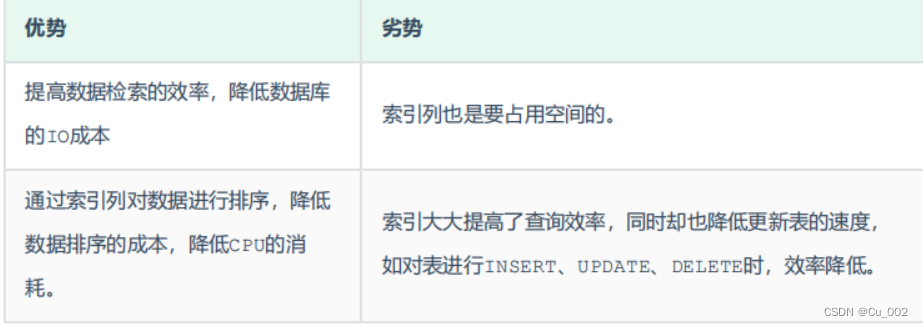 优势
劣势
提高数据检索的效率，降低数据库
的IO成本
索引列也是要占用空间的。
通过索引列对数据进行排序，降低
数据排序的成本，降低CPU的消
耗。
索引大大提高了查询效率，同时却也降低更新表的速度，
如对表进行INSERT、UPDATE、DELETE时，效率降低。
CSDN @Cu_002